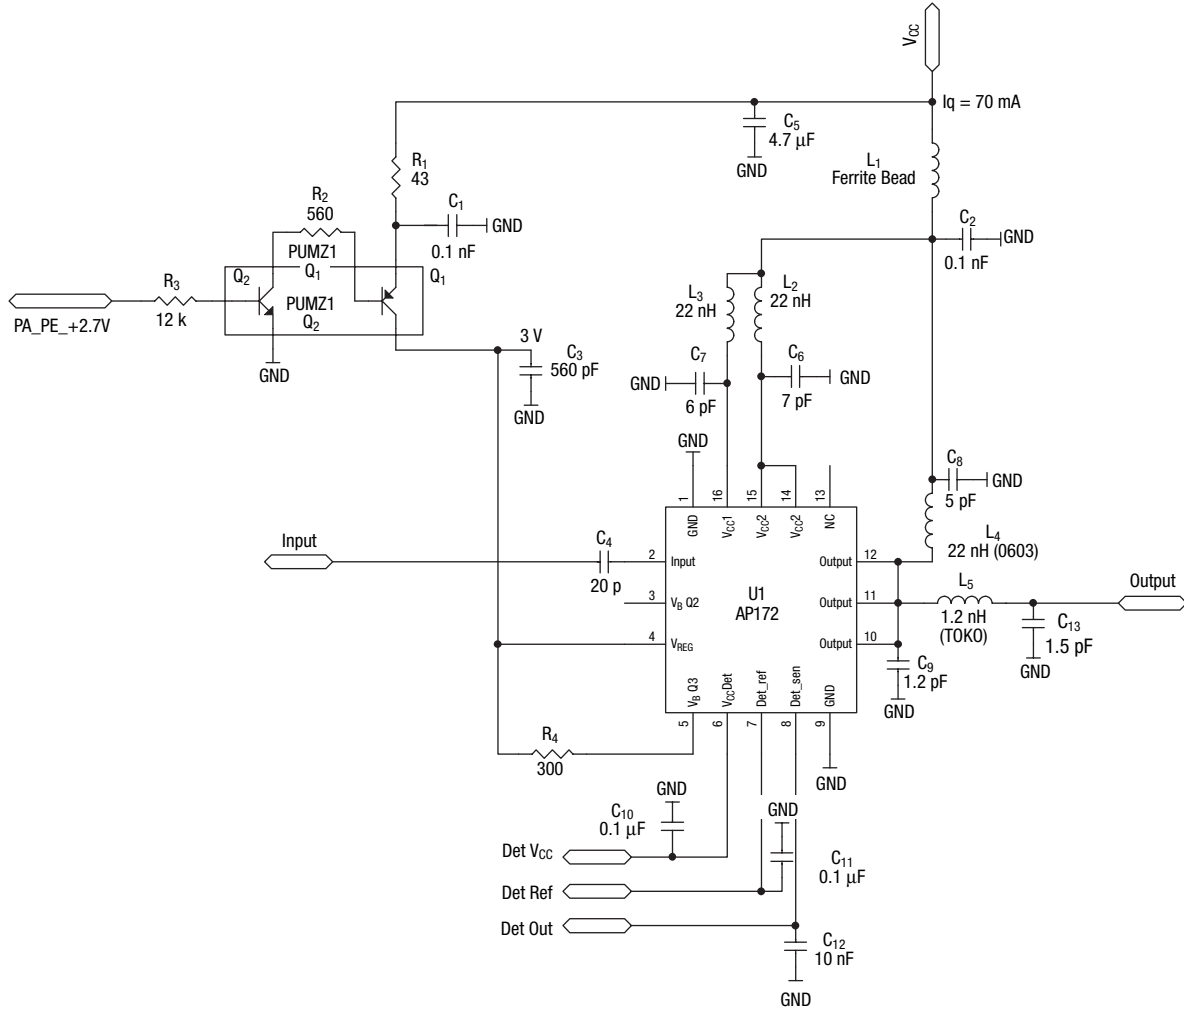 V_CC
Iq = 70 mA
C5
4.7 μF
GND
L1
Ferrite Bead
R1
43
C1
0.1 nF
GND
C2
0.1 nF
GND
R2
560
PUMZ1
Q1
Q2
Q1
PUMZ1
Q2
R3
12 k
PA_PE_+2.7V
GND
3 V
C3
560 pF
GND
L3
22 nH
L2
22 nH
C7
6 pF
GND
C6
7 pF
GND
GND
C8
5 pF
GND
L4
22 nH (0603)
1
GND
16
VCC1
15
VCC2
14
VCC2
13
NC
Input
C4
20 p
2
Input
3
VB Q2
4
VREG
U1
AP172
Output
12
Output
11
Output
10
L5
1.2 nH
(TOKO)
Output
C13
1.5 pF
GND
C9
1.2 pF
GND
VB Q3
5
VCCDet
6
Det_ref
7
Det_sen
8
GND
9
GND
R4
300
GND
C10
0.1 μF
Det VCC
GND
C11
0.1 μF
Det Ref
Det Out
C12
10 nF
GND